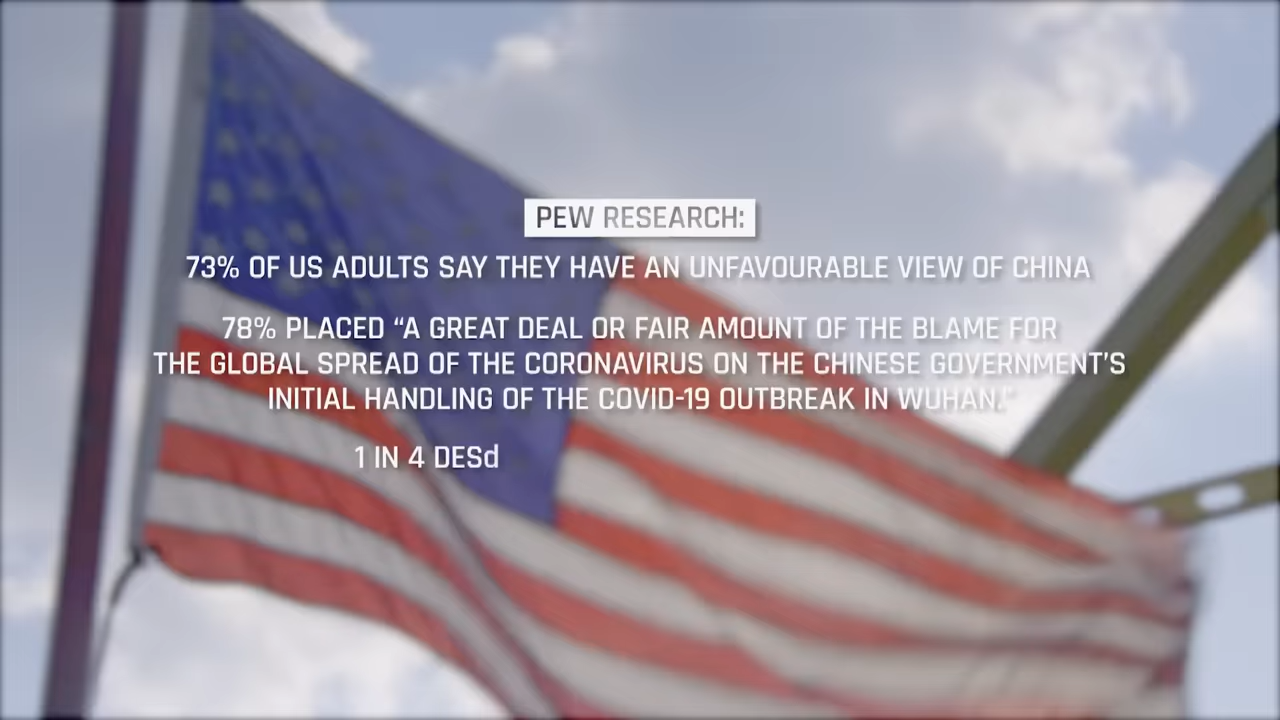 PEW RESEARCH:
73% OF US ADULTS SAY THEY HAVE AN UNFAVOURABLE VIEW OF CHINA
78% PLACED “A GREAT DEAL OR FAIR AMOUNT OF THE BLAME FOR
THE GLOBAL SPREAD OF THE CORONAVIRUS ON THE CHINESE GOVERNMENT’S
INITIAL HANDLING OF THE COVID-19 OUTBREAK IN WUHAN.”
1 IN 4 DESd